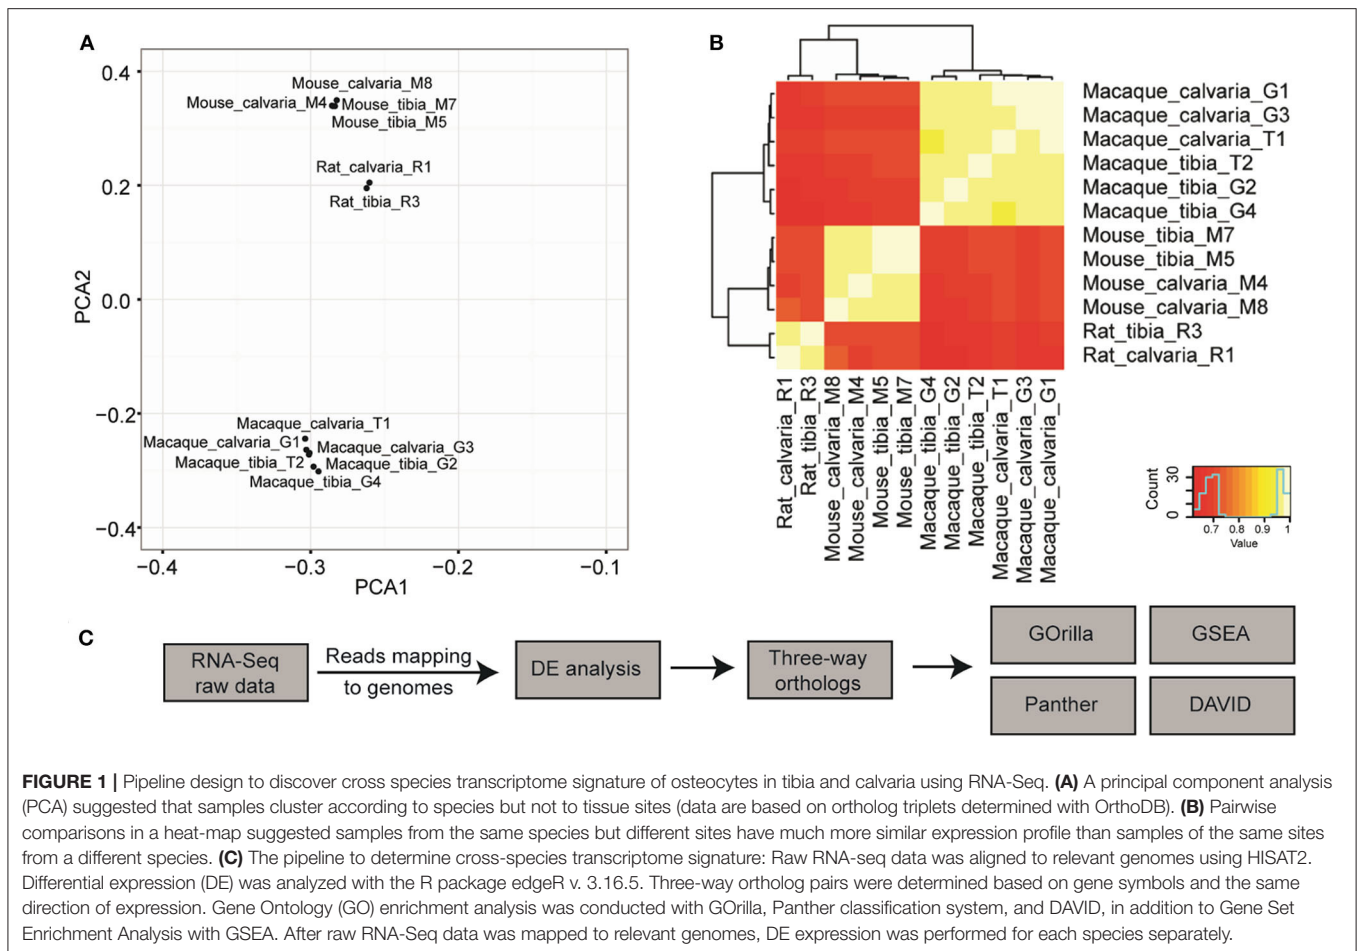 A
0.4
0.2
0.0
−0.2
−0.4
PCA2
Mouse_calvaria_M8
Mouse_calvaria_M4
Mouse_tibia_M7
Mouse_tibia_M5
Rat_calvaria_R1
Rat_tibia_R3
Macaque_calvaria_T1
Macaque_calvaria_G1
Macaque_calvaria_G3
Macaque_tibia_T2
Macaque_tibia_G2
Macaque_tibia_G4
−0.4 −0.3 −0.2 −0.1
PCA1
B
Macaque_calvaria_G1
Macaque_calvaria_G3
Macaque_calvaria_T1
Macaque_tibia_T2
Macaque_tibia_G2
Macaque_tibia_G4
Mouse_tibia_M7
Mouse_tibia_M5
Mouse_calvaria_M4
Mouse_calvaria_M8
Rat_tibia_R3
Rat_calvaria_R1
Rat_calvaria_R1
Rat_tibia_R3
Mouse_calvaria_M8
Mouse_calvaria_M4
Mouse_tibia_M5
Mouse_tibia_M7
Macaque_tibia_G4
Macaque_tibia_G2
Macaque_tibia_T2
Macaque_calvaria_T1
Macaque_calvaria_G3
Macaque_calvaria_G1
Count
30
0
0.7 0.8 0.9 1
Value
C
RNA-Seq
raw data
Reads mapping
to genomes
DE analysis
Three-way
orthologs
GOrilla
GSEA
Panther
DAVID
FIGURE 1 | Pipeline design to discover cross species transcriptome signature of osteocytes in tibia and calvaria using RNA-Seq. (A) A principal component analysis
(PCA) suggested that samples cluster according to species but not to tissue sites (data are based on ortholog triplets determined with OrthoDB). (B) Pairwise
comparisons in a heat-map suggested samples from the same species but different sites have much more similar expression profile than samples of the same sites
from a different species. (C) The pipeline to determine cross-species transcriptome signature: Raw RNA-seq data was aligned to relevant genomes using HISAT2.
Differential expression (DE) was analyzed with the R package edgeR v. 3.16.5. Three-way ortholog pairs were determined based on gene symbols and the same
direction of expression. Gene Ontology (GO) enrichment analysis was conducted with GOrilla, Panther classification system, and DAVID, in addition to Gene Set
Enrichment Analysis with GSEA. After raw RNA-Seq data was mapped to relevant genomes, DE expression was performed for each species separately.